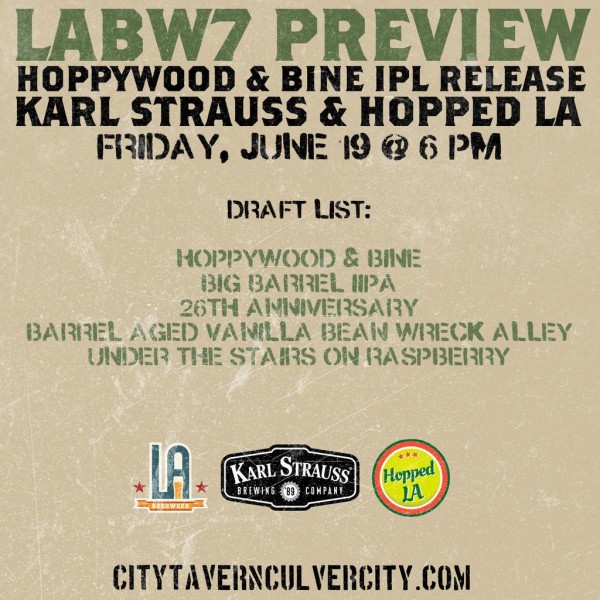 LABW7 PREVIEW
HOPPYWOOD & BINE IPL RELEASE
KARL STRAUSS & HOPPED LA
FRIDAY, JUNE 19 @ 6 PM
DRAFT LIST:
HOPPYWOOD & BINE
BIG BARREL IIPA
26TH ANNIVERSARY
BARREL AGED VANILLA BEAN WRECK ALLEY
UNDER THE STAIRS ON RASPBERRY
LA
BEERWEEK
KARL STRAUSS
BREWING '89 COMPANY
Hopped
LA
CITYTAVERNCULVERCITY.COM